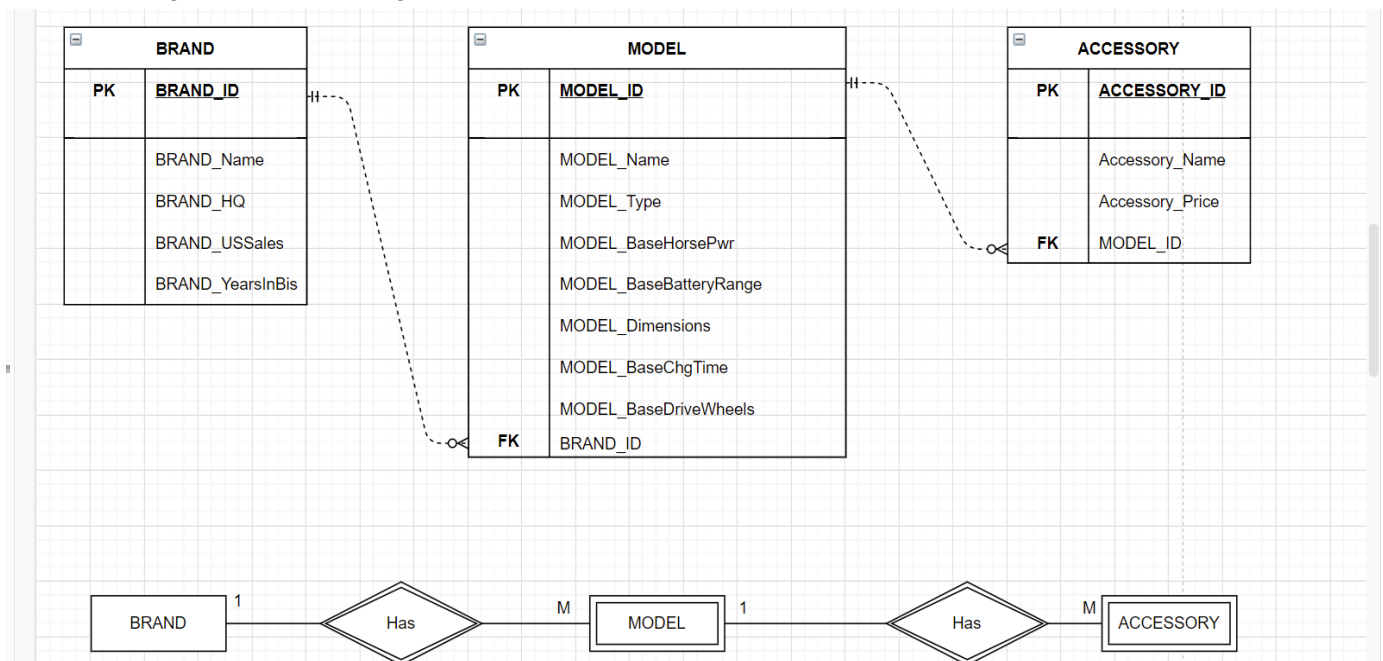 BRAND
PK BRAND_ID
BRAND_Name
BRAND_HQ
BRAND_USSales
BRAND_YearsInBis
MODEL
PK MODEL_ID
MODEL_Name
MODEL_Type
MODEL_BaseHorsePwr
MODEL_BaseBatteryRange
MODEL_Dimensions
MODEL_BaseChgTime
MODEL_BaseDriveWheels
FK BRAND_ID
ACCESSORY
PK ACCESSORY_ID
Accessory_Name
Accessory_Price
FK MODEL_ID
BRAND 1 Has M MODEL 1 Has M ACCESSORY